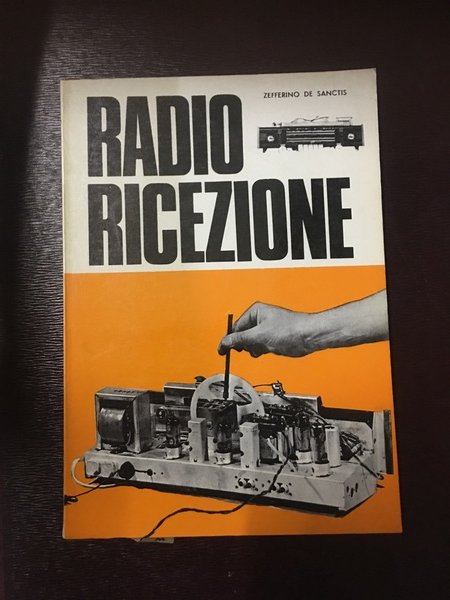 ZEFFERINO DE SANCTIS
RADIO
RICEZIONE